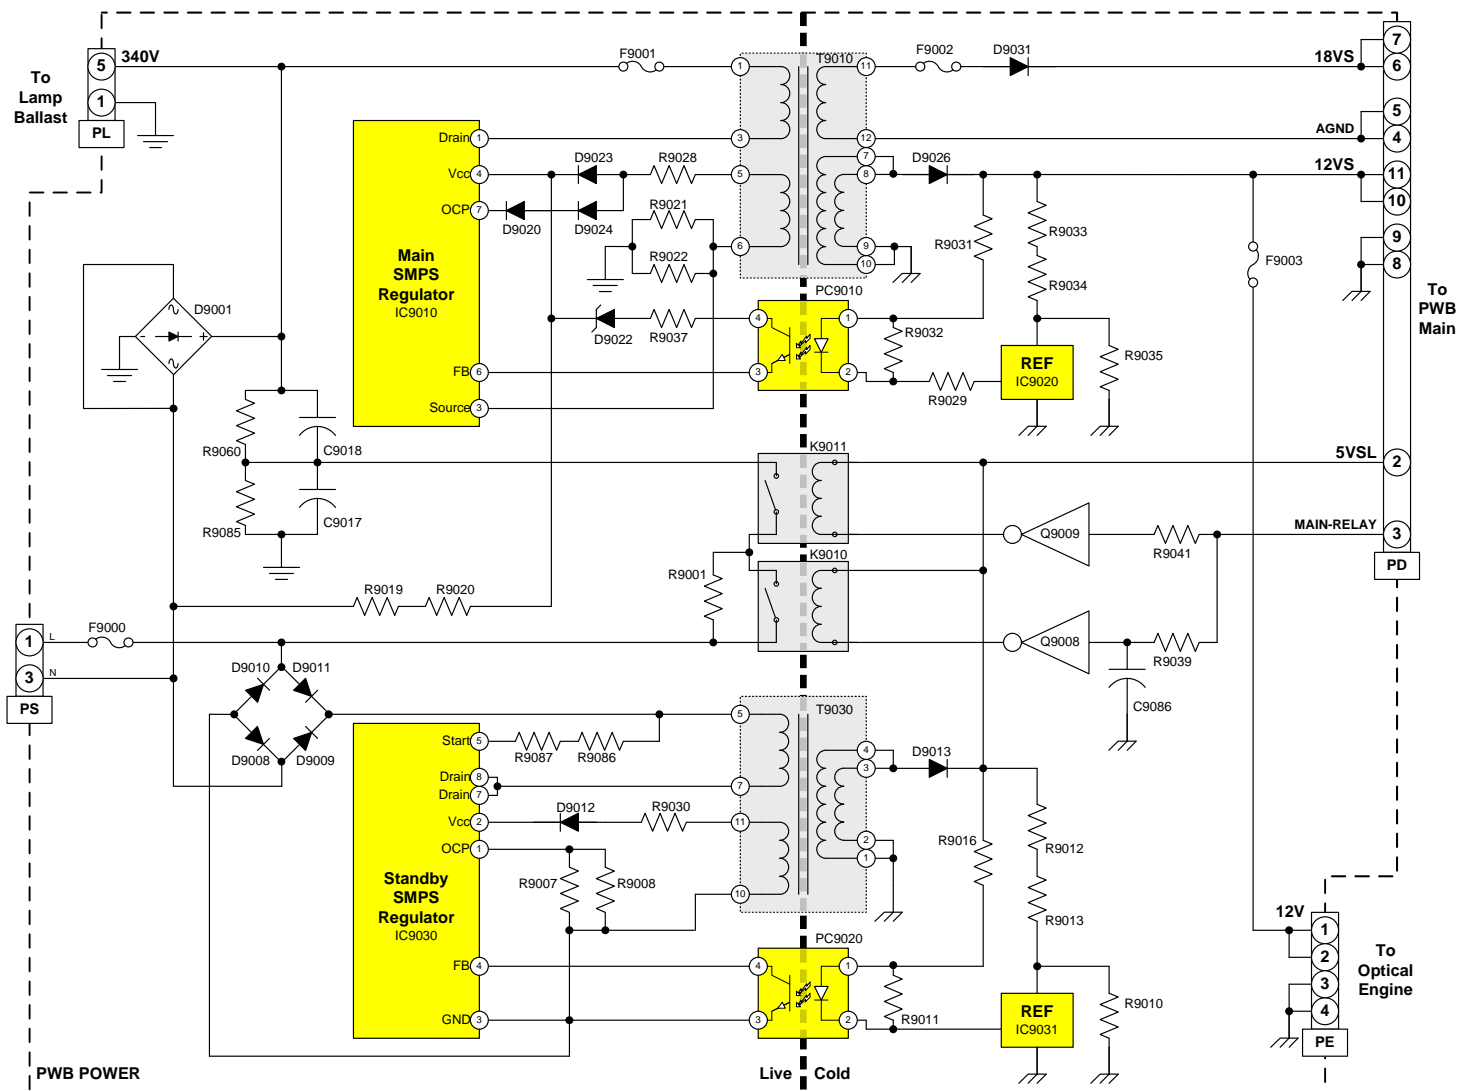 340V
F9001
T9010
F9002
D9031
18VS
7
6
To
Lamp
Ballast
5
1
PL
1
3
5
6
11
12
7
8
9
10
AGND
5
4
Drain 1
Vcc 4
OCP 7
D9023
R9028
D9020
D9024
R9021
R9022
D9026
12VS
11
10
9
8
Main
SMPS
Regulator
IC9010
R9031
R9033
R9034
F9003
To
PWB
Main
D9001
-
+
PC9010
4
3
1
2
D9022
R9037
R9032
R9029
REF
IC9020
R9035
FB 6
Source 3
R9060
C9018
R9085
C9017
K9011
5VSL
2
Q9009
R9041
MAIN-RELAY
3
PD
K9010
R9001
R9019
R9020
Q9008
R9039
C9086
1
L
F9000
3
N
PS
D9010
D9011
D9008
D9009
T9030
5
7
11
10
4
3
2
1
Start 5
R9087
R9086
Drain 8
Drain 7
Vcc 2
OCP 1
D9012
R9030
D9013
R9007
R9008
R9016
R9012
R9013
Standby
SMPS
Regulator
IC9030
PC9020
4
3
1
2
FB 4
GND 3
R9011
REF
IC9031
R9010
12V
1
2
3
4
PE
To
Optical
Engine
PWB POWER
Live
Cold